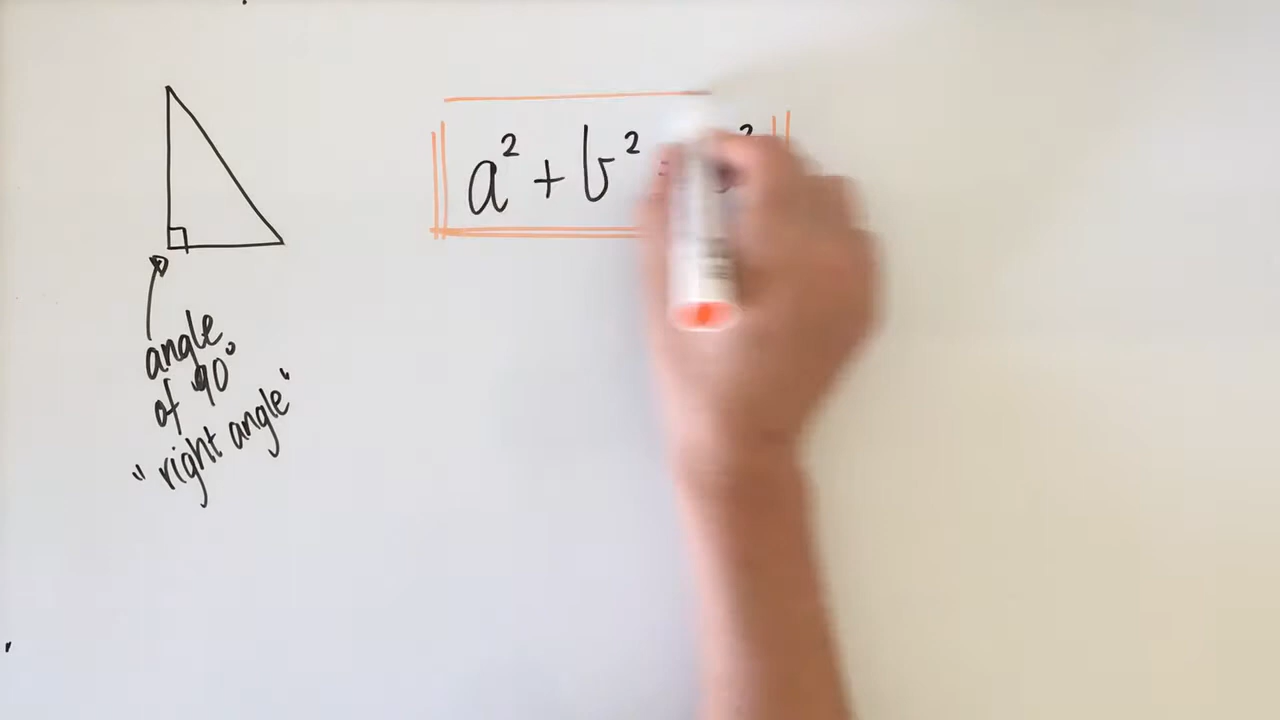 a² + b²
angle
of 90°
"right angle"